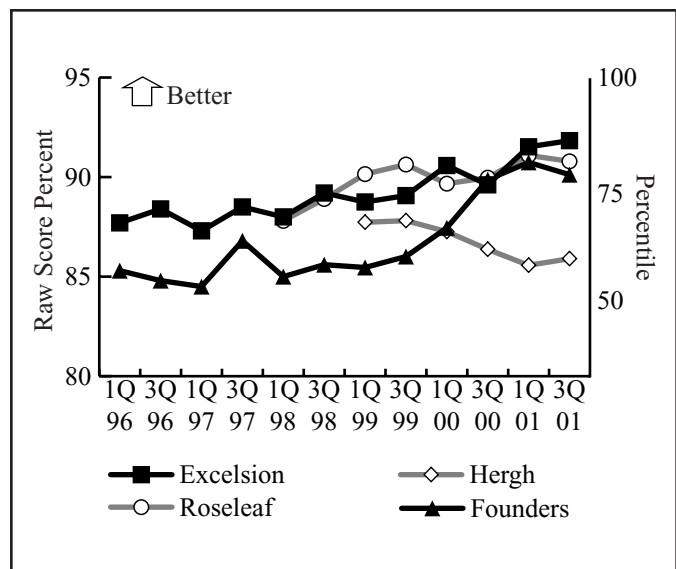 95
100
Better
Raw Score Percent
90
75
Percentile
85
50
80
1Q 3Q 1Q 3Q 1Q 3Q 1Q 3Q 1Q 3Q 1Q 3Q
96 96 97 97 98 98 99 99 00 00 01 01
Excelsion
Hergh
Roseleaf
Founders